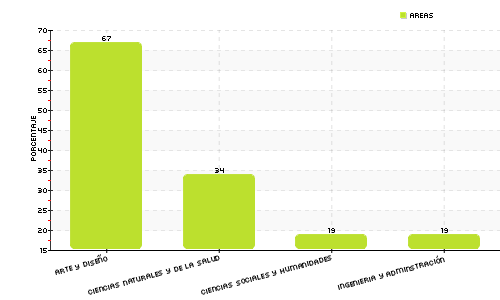 AREAS
70
65
60
55
50
45
40
35
30
25
20
15
PORCENTAJE
67
34
19
19
ARTE Y DISEÑO
CIENCIAS NATURALES Y DE LA SALUD
CIENCIAS SOCIALES Y HUMANIDADES
INGENIERIA Y ADMINSTRACIÓN